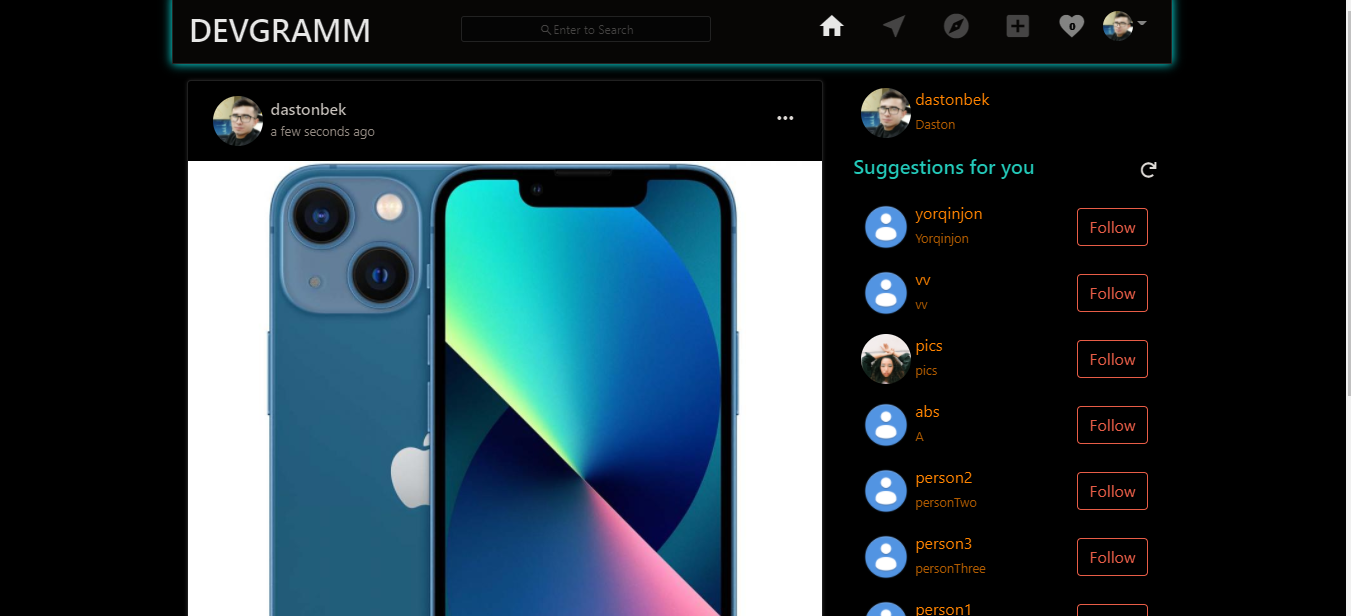 DEVGRAMM
Enter to Search
0
dastonbek
a few seconds ago
dastonbek
Daston
Suggestions for you
yorqinjon
Yorqinjon
Follow
vv
vv
Follow
pics
pics
Follow
abs
A
Follow
person2
personTwo
Follow
person3
personThree
Follow
person1